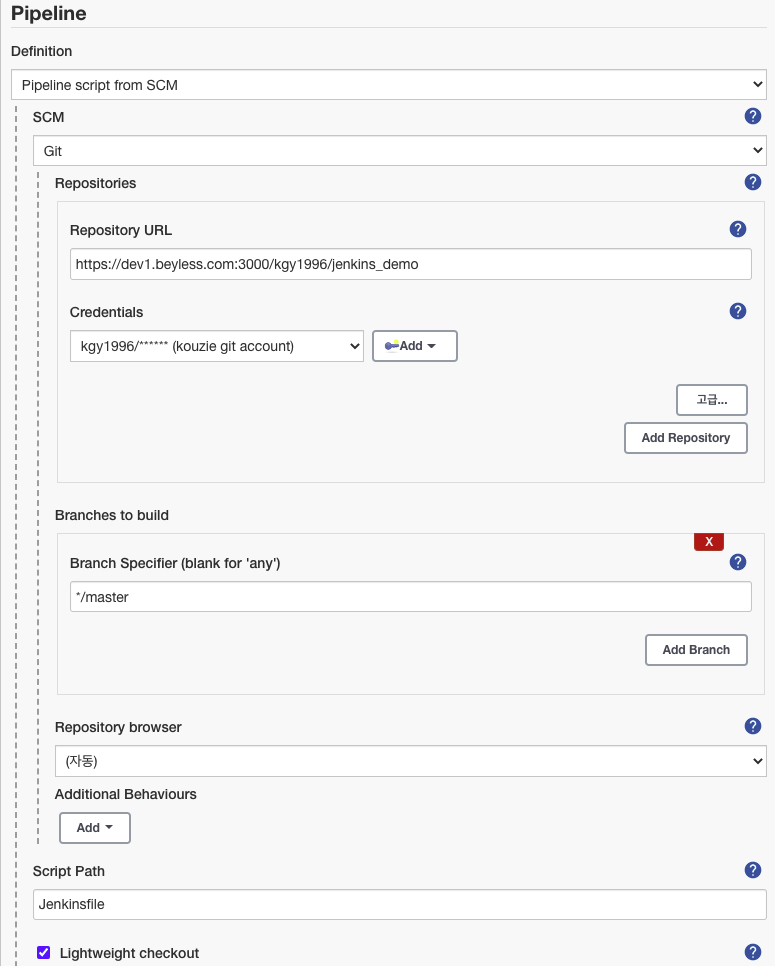 Pipeline
Definition
Pipeline script from SCM
SCM
?
Git
Repositories
?
Repository URL
?
https://dev1.beyless.com:3000/kgy1996/jenkins_demo
Credentials
?
kgy1996/****** (kouzie git account)
Add
고급...
Add Repository
Branches to build
X
Branch Specifier (blank for 'any')
?
*/master
Add Branch
Repository browser
?
(자동)
Additional Behaviours
Add
Script Path
?
Jenkinsfile
Lightweight checkout
?